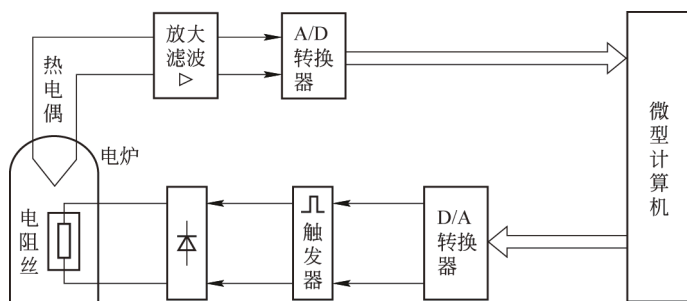 放大
滤波
A/D
转换
器
热
电
偶
微
型
计
算
机
电炉
电
阻
丝
触
发
器
D/A
转换
器